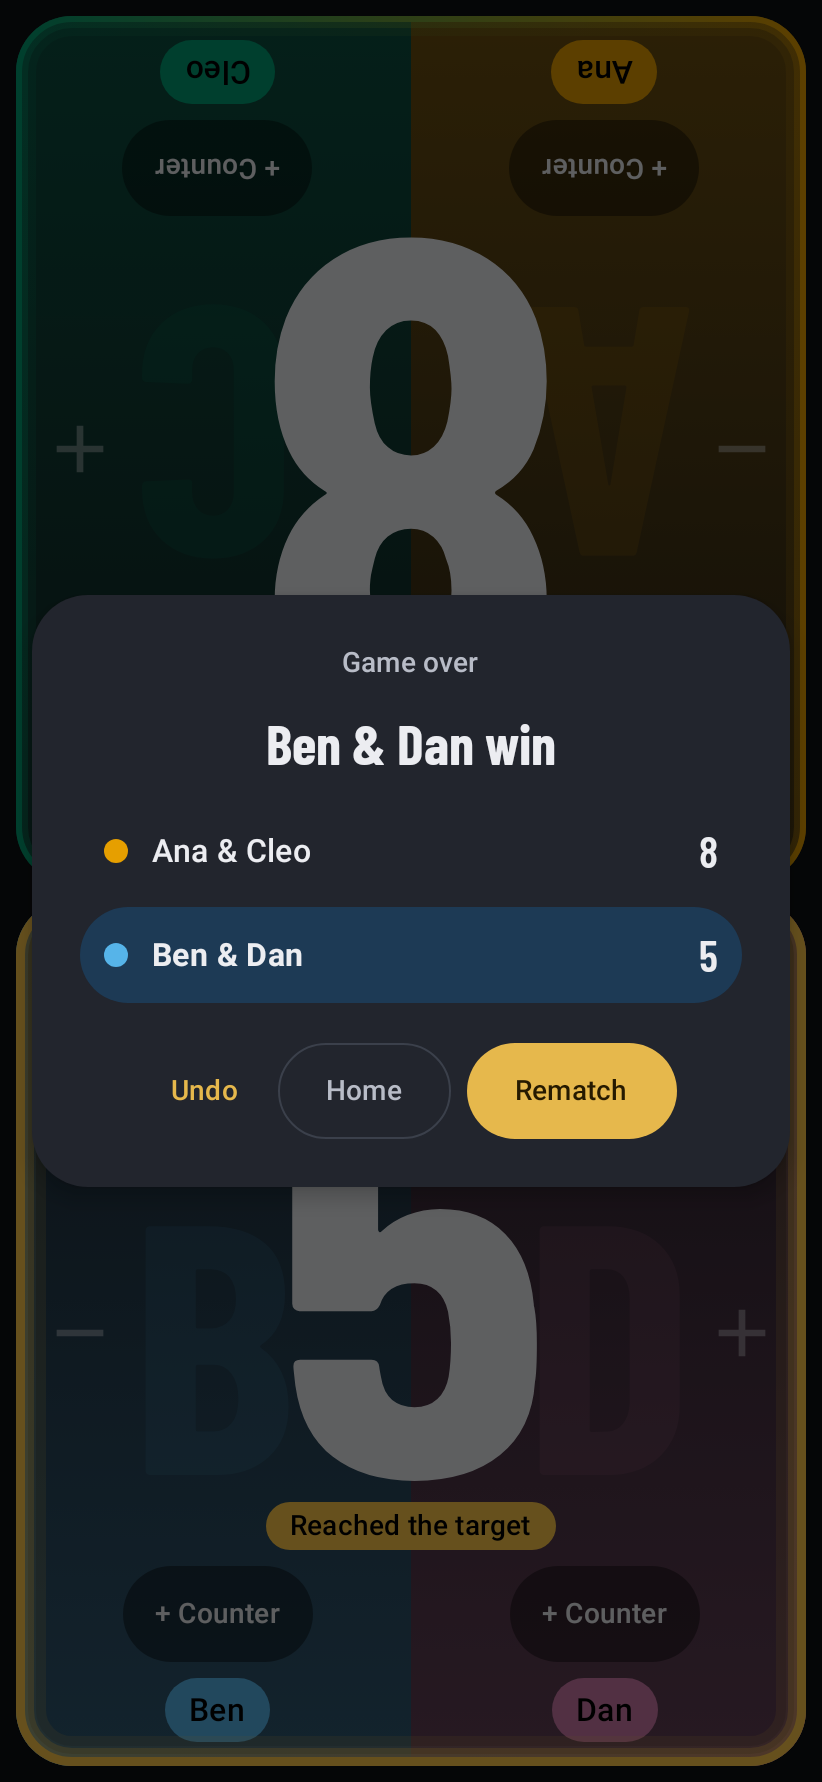 Cleo
Ana
+ Counter
+ Counter
C
A
8
+
−
Game over
Ben & Dan win
Ana & Cleo 8
Ben & Dan 5
Undo Home Rematch
B
5
D
−
+
Reached the target
+ Counter
+ Counter
Ben
Dan